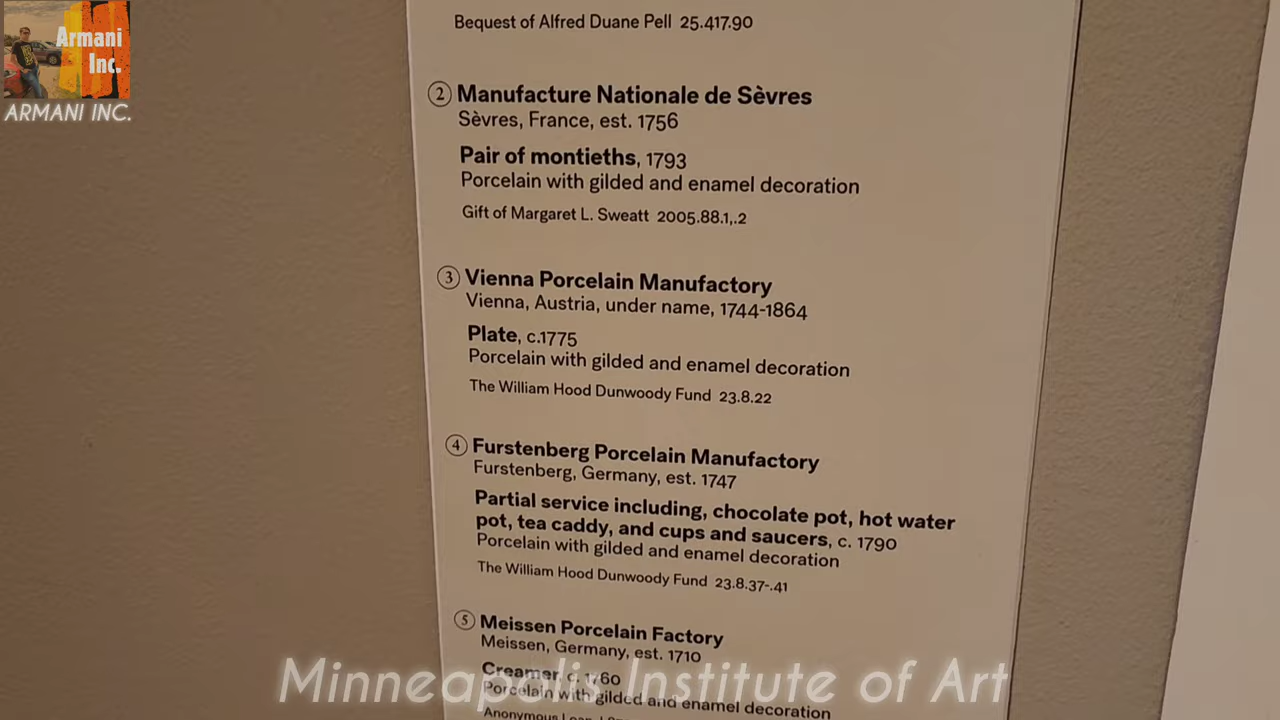 Armani
Inc.
ARMANI INC.
Bequest of Alfred Duane Pell 25.417.90
2 Manufacture Nationale de Sèvres
Sèvres, France, est. 1756
Pair of montieths, 1793
Porcelain with gilded and enamel decoration
Gift of Margaret L. Sweatt 2005.88.1,.2
3 Vienna Porcelain Manufactory
Vienna, Austria, under name, 1744-1864
Plate, c.1775
Porcelain with gilded and enamel decoration
The William Hood Dunwoody Fund 23.8.22
4 Furstenberg Porcelain Manufactory
Furstenberg, Germany, est. 1747
Partial service including, chocolate pot, hot water
pot, tea caddy, and cups and saucers, c. 1790
Porcelain with gilded and enamel decoration
The William Hood Dunwoody Fund 23.8.37-.41
5 Meissen Porcelain Factory
Meissen, Germany, est. 1710
Creamer, c. 1760
Porcelain with gilded and enamel decoration
Anonymous Loan
Minneapolis Institute of Art